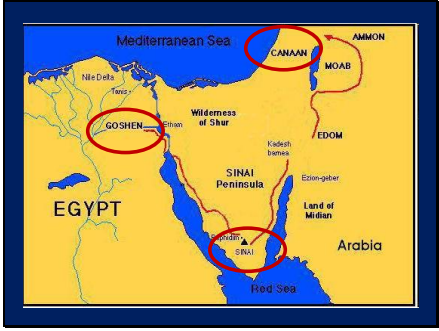 Mediterranean Sea
CANAAN
AMMON
MOAB
Nile Delta
Tanis
GOSHEN
Etham
Wilderness
of Shur
EDOM
Kadesh
barnea
SINAI
Peninsula
Ezion-geber
EGYPT
Land of
Midian
Rephidim
SINAI
Arabia
Red Sea